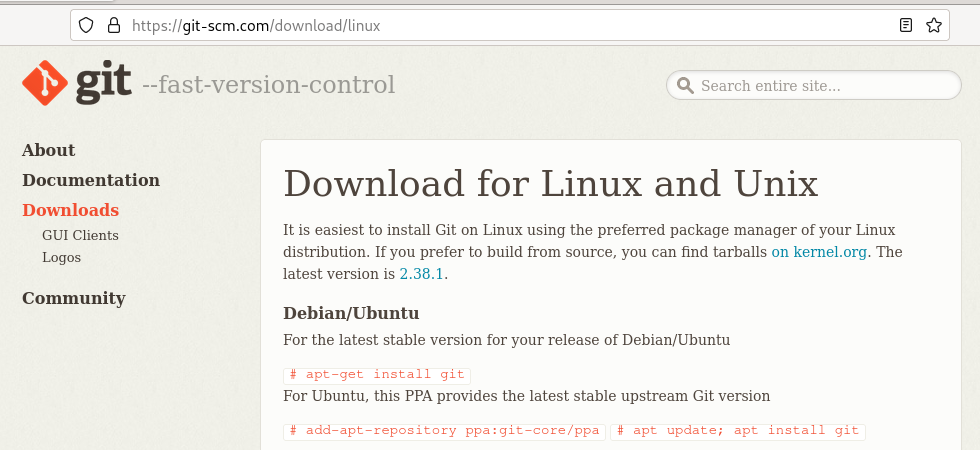 https://git-scm.com/download/linux
git --fast-version-control
Search entire site...
About
Documentation
Downloads
GUI Clients
Logos
Community
Download for Linux and Unix
It is easiest to install Git on Linux using the preferred package manager of your Linux
distribution. If you prefer to build from source, you can find tarballs on kernel.org. The
latest version is 2.38.1.
Debian/Ubuntu
For the latest stable version for your release of Debian/Ubuntu
# apt-get install git
For Ubuntu, this PPA provides the latest stable upstream Git version
# add-apt-repository ppa:git-core/ppa # apt update; apt install git